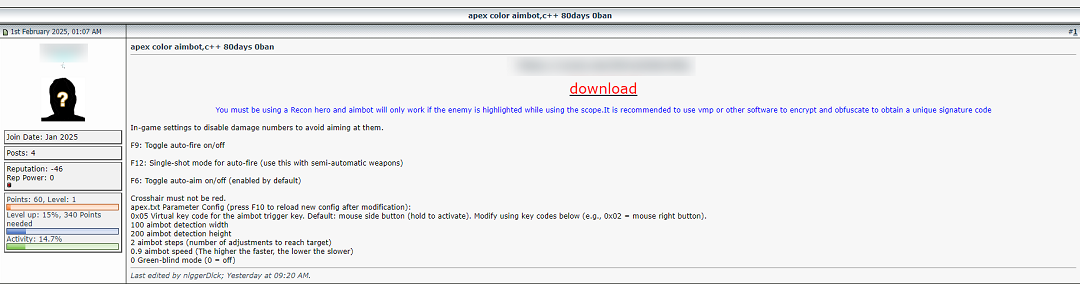 apex color aimbot,c++ 80days 0ban
1st February 2025, 01:07 AM
#1
?
Join Date: Jan 2025
Posts: 4
Reputation: -46
Rep Power: 0
Points: 60, Level: 1
Level up: 15%, 340 Points
needed
Activity: 14.7%
apex color aimbot,c++ 80days 0ban
download
You must be using a Recon hero and aimbot will only work if the enemy is highlighted while using the scope.It is recommended to use vmp or other software to encrypt and obfuscate to obtain a unique signature code
In-game settings to disable damage numbers to avoid aiming at them.
F9: Toggle auto-fire on/off
F12: Single-shot mode for auto-fire (use this with semi-automatic weapons)
F6: Toggle auto-aim on/off (enabled by default)
Crosshair must not be red.
apex.txt Parameter Config (press F10 to reload new config after modification):
0x05 Virtual key code for the aimbot trigger key. Default: mouse side button (hold to activate). Modify using key codes below (e.g., 0x02 = mouse right button).
100 aimbot detection width
200 aimbot detection height
2 aimbot steps (number of adjustments to reach target)
0.9 aimbot speed (The higher the faster, the lower the slower)
0 Green-blind mode (0 = off)
Last edited by niggerDick; Yesterday at 09:20 AM.